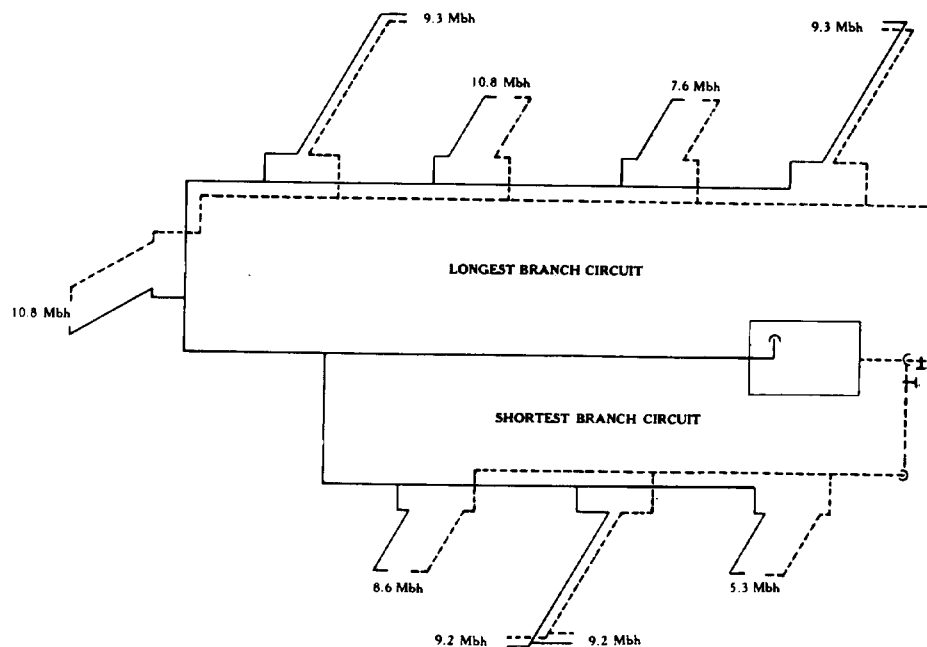 9.3 Mbh
9.3 Mbh
10.8 Mbh
7.6 Mbh
LONGEST BRANCH CIRCUIT
10.8 Mbh
SHORTEST BRANCH CIRCUIT
8.6 Mbh
5.3 Mbh
9.2 Mbh
9.2 Mbh